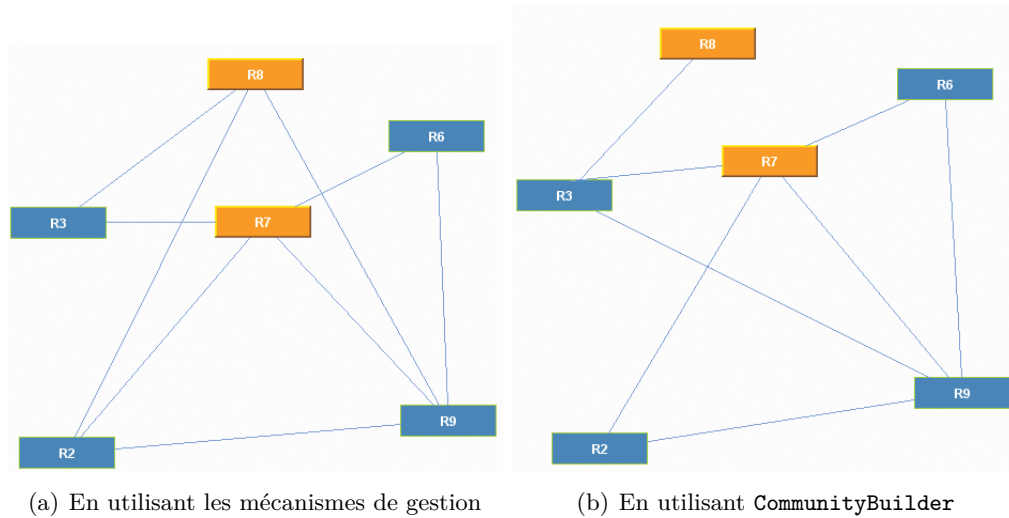 R8
R6
R3
R7
R9
R2
(a) En utilisant les mécanismes de gestion
R8
R6
R7
R3
R9
R2
(b) En utilisant CommunityBuilder